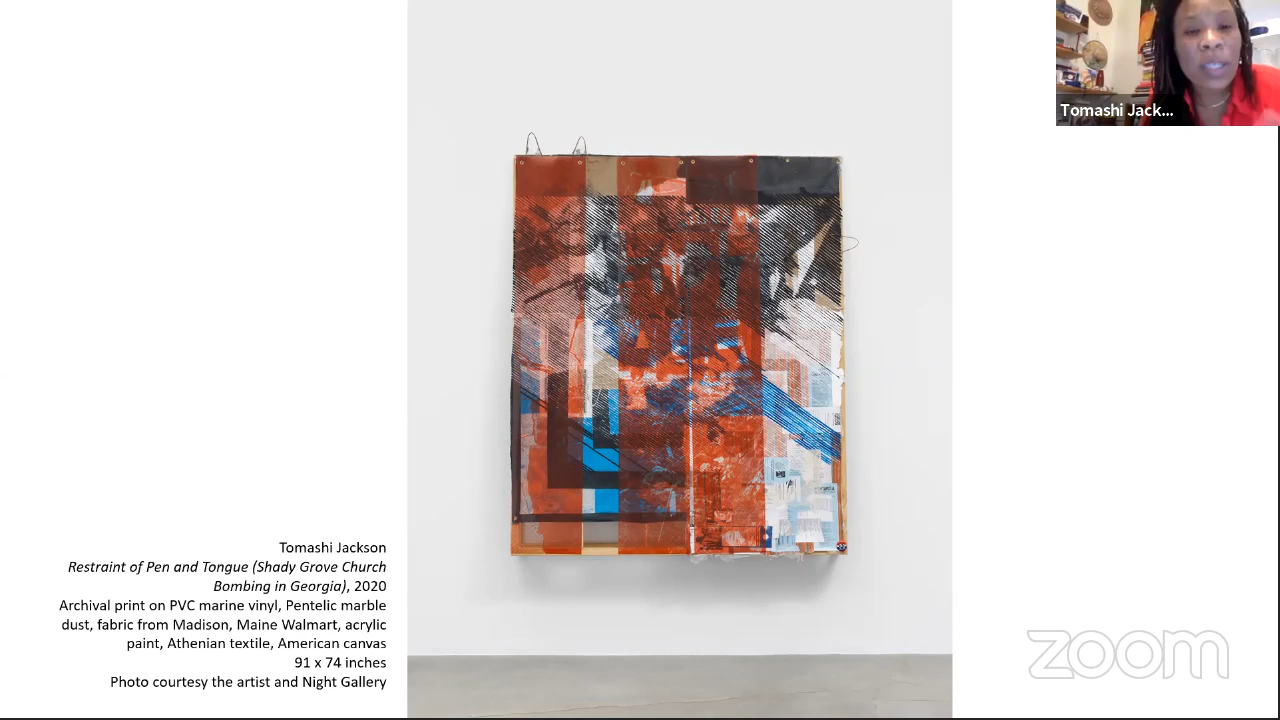 Tomashi Jack...
Tomashi Jackson
Restraint of Pen and Tongue (Shady Grove Church
Bombing in Georgia), 2020
Archival print on PVC marine vinyl, Pentelic marble
dust, fabric from Madison, Maine Walmart, acrylic
paint, Athenian textile, American canvas
91 x 74 inches
Photo courtesy the artist and Night Gallery
zoom